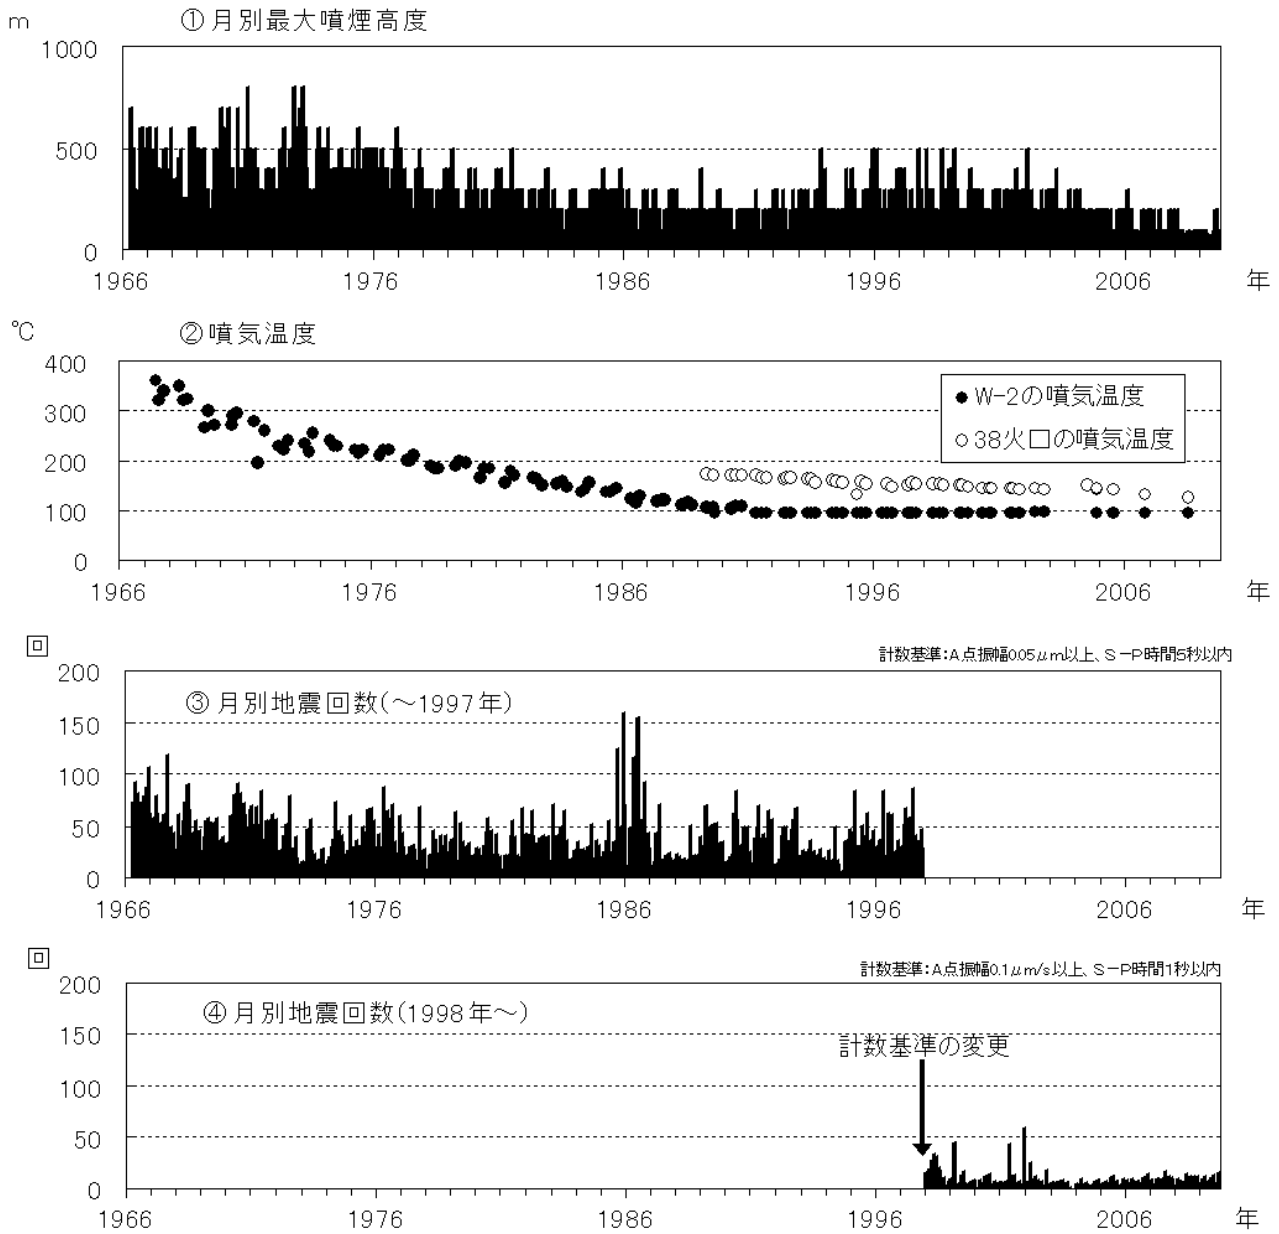 m
①月別最大噴煙高度
1000
500
0
1966 1976 1986 1996 2006 年
℃
②噴気温度
400
300
200
100
0
●W-2の噴気温度
○38火口の噴気温度
1966 1976 1986 1996 2006 年
回
計数基準:A点振幅0.05μm以上、S-P時間5秒以内
③月別地震回数(~1997年)
200
150
100
50
0
1966 1976 1986 1996 2006 年
回
計数基準:A点振幅0.1μm/s以上、S-P時間1秒以内
④月別地震回数(1998年~)
200
150
計数基準の変更
100
50
0
1966 1976 1986 1996 2006 年